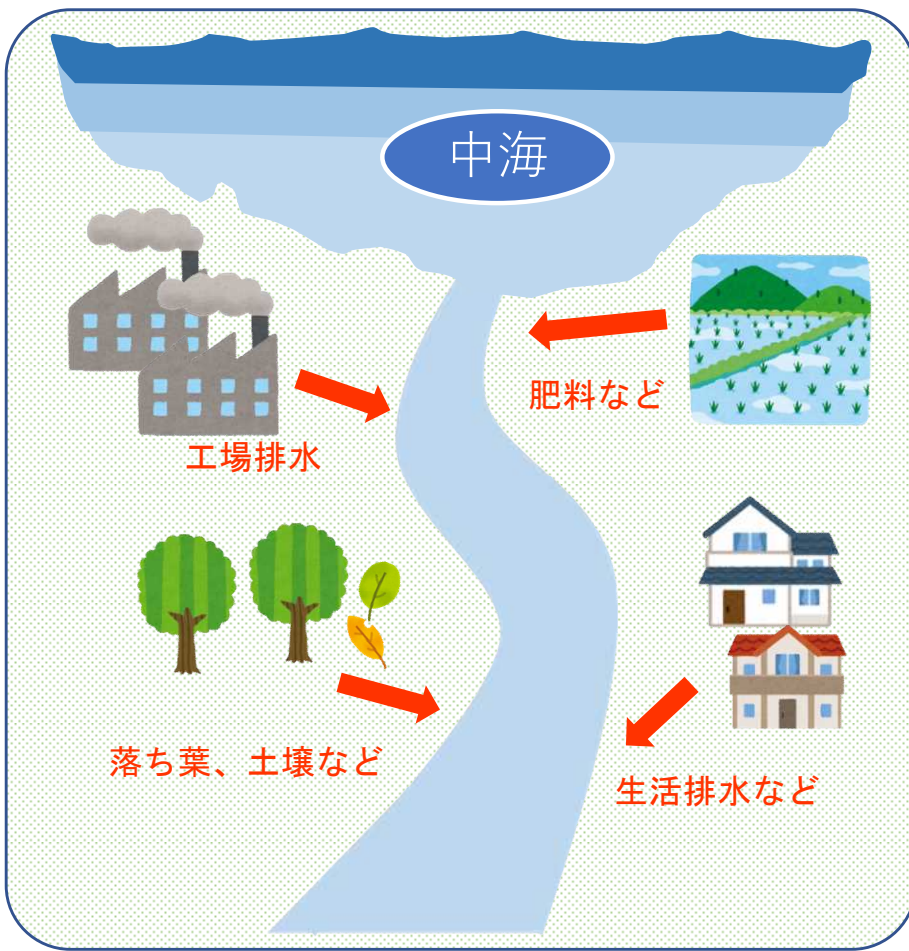 中海
肥料など
工場排水
落ち葉、土壌など
生活排水など